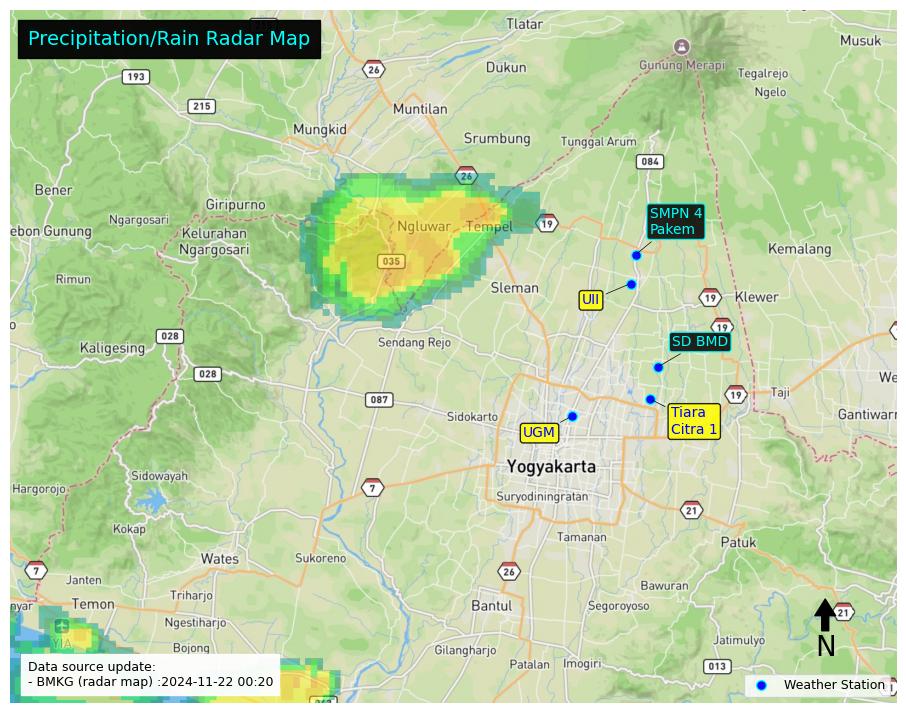 Precipitation/Rain Radar Map
Tlatar
Musuk
26
Dukun
Gunung Merapi
Tegalrejo
193
Ngelo
215
Muntilan
Mungkid
Srumbung
Tunggal Arum
084
26
Bener
Giripurno
SMPN 4
Pakem
Ngargosari
ebon Gunung
Kelurahan
Ngargosari
Ngluwar
Tempel
19
Kemalang
035
Rimun
Sleman
UII
19
Klewer
19
028
Kaligesing
Sendang Rejo
SD BMD
028
087
19
Taji
We
Sidokarto
Tiara
Citra 1
Gantiwarn
UGM
Yogyakarta
Sidowayah
Hargorojo
7
Suryodiningratan
21
Kokap
Tamanan
Patuk
Wates
Sukoreno
7
26
Janten
Bawuran
Triharjo
nyar
Temon
Bantul
Segoroyoso
21
Ngestiharjo
YIA
Jatimulyo
N
Bojong
Gilangharjo
Patalan
Imogiri
013
Data source update:
- BMKG (radar map) :2024-11-22 00:20
Weather Station